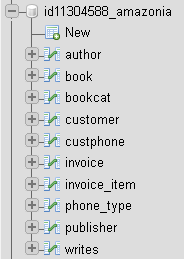 id11304588_amazonia
New
author
book
bookcat
customer
custphone
invoice
invoice_item
phone_type
publisher
writes